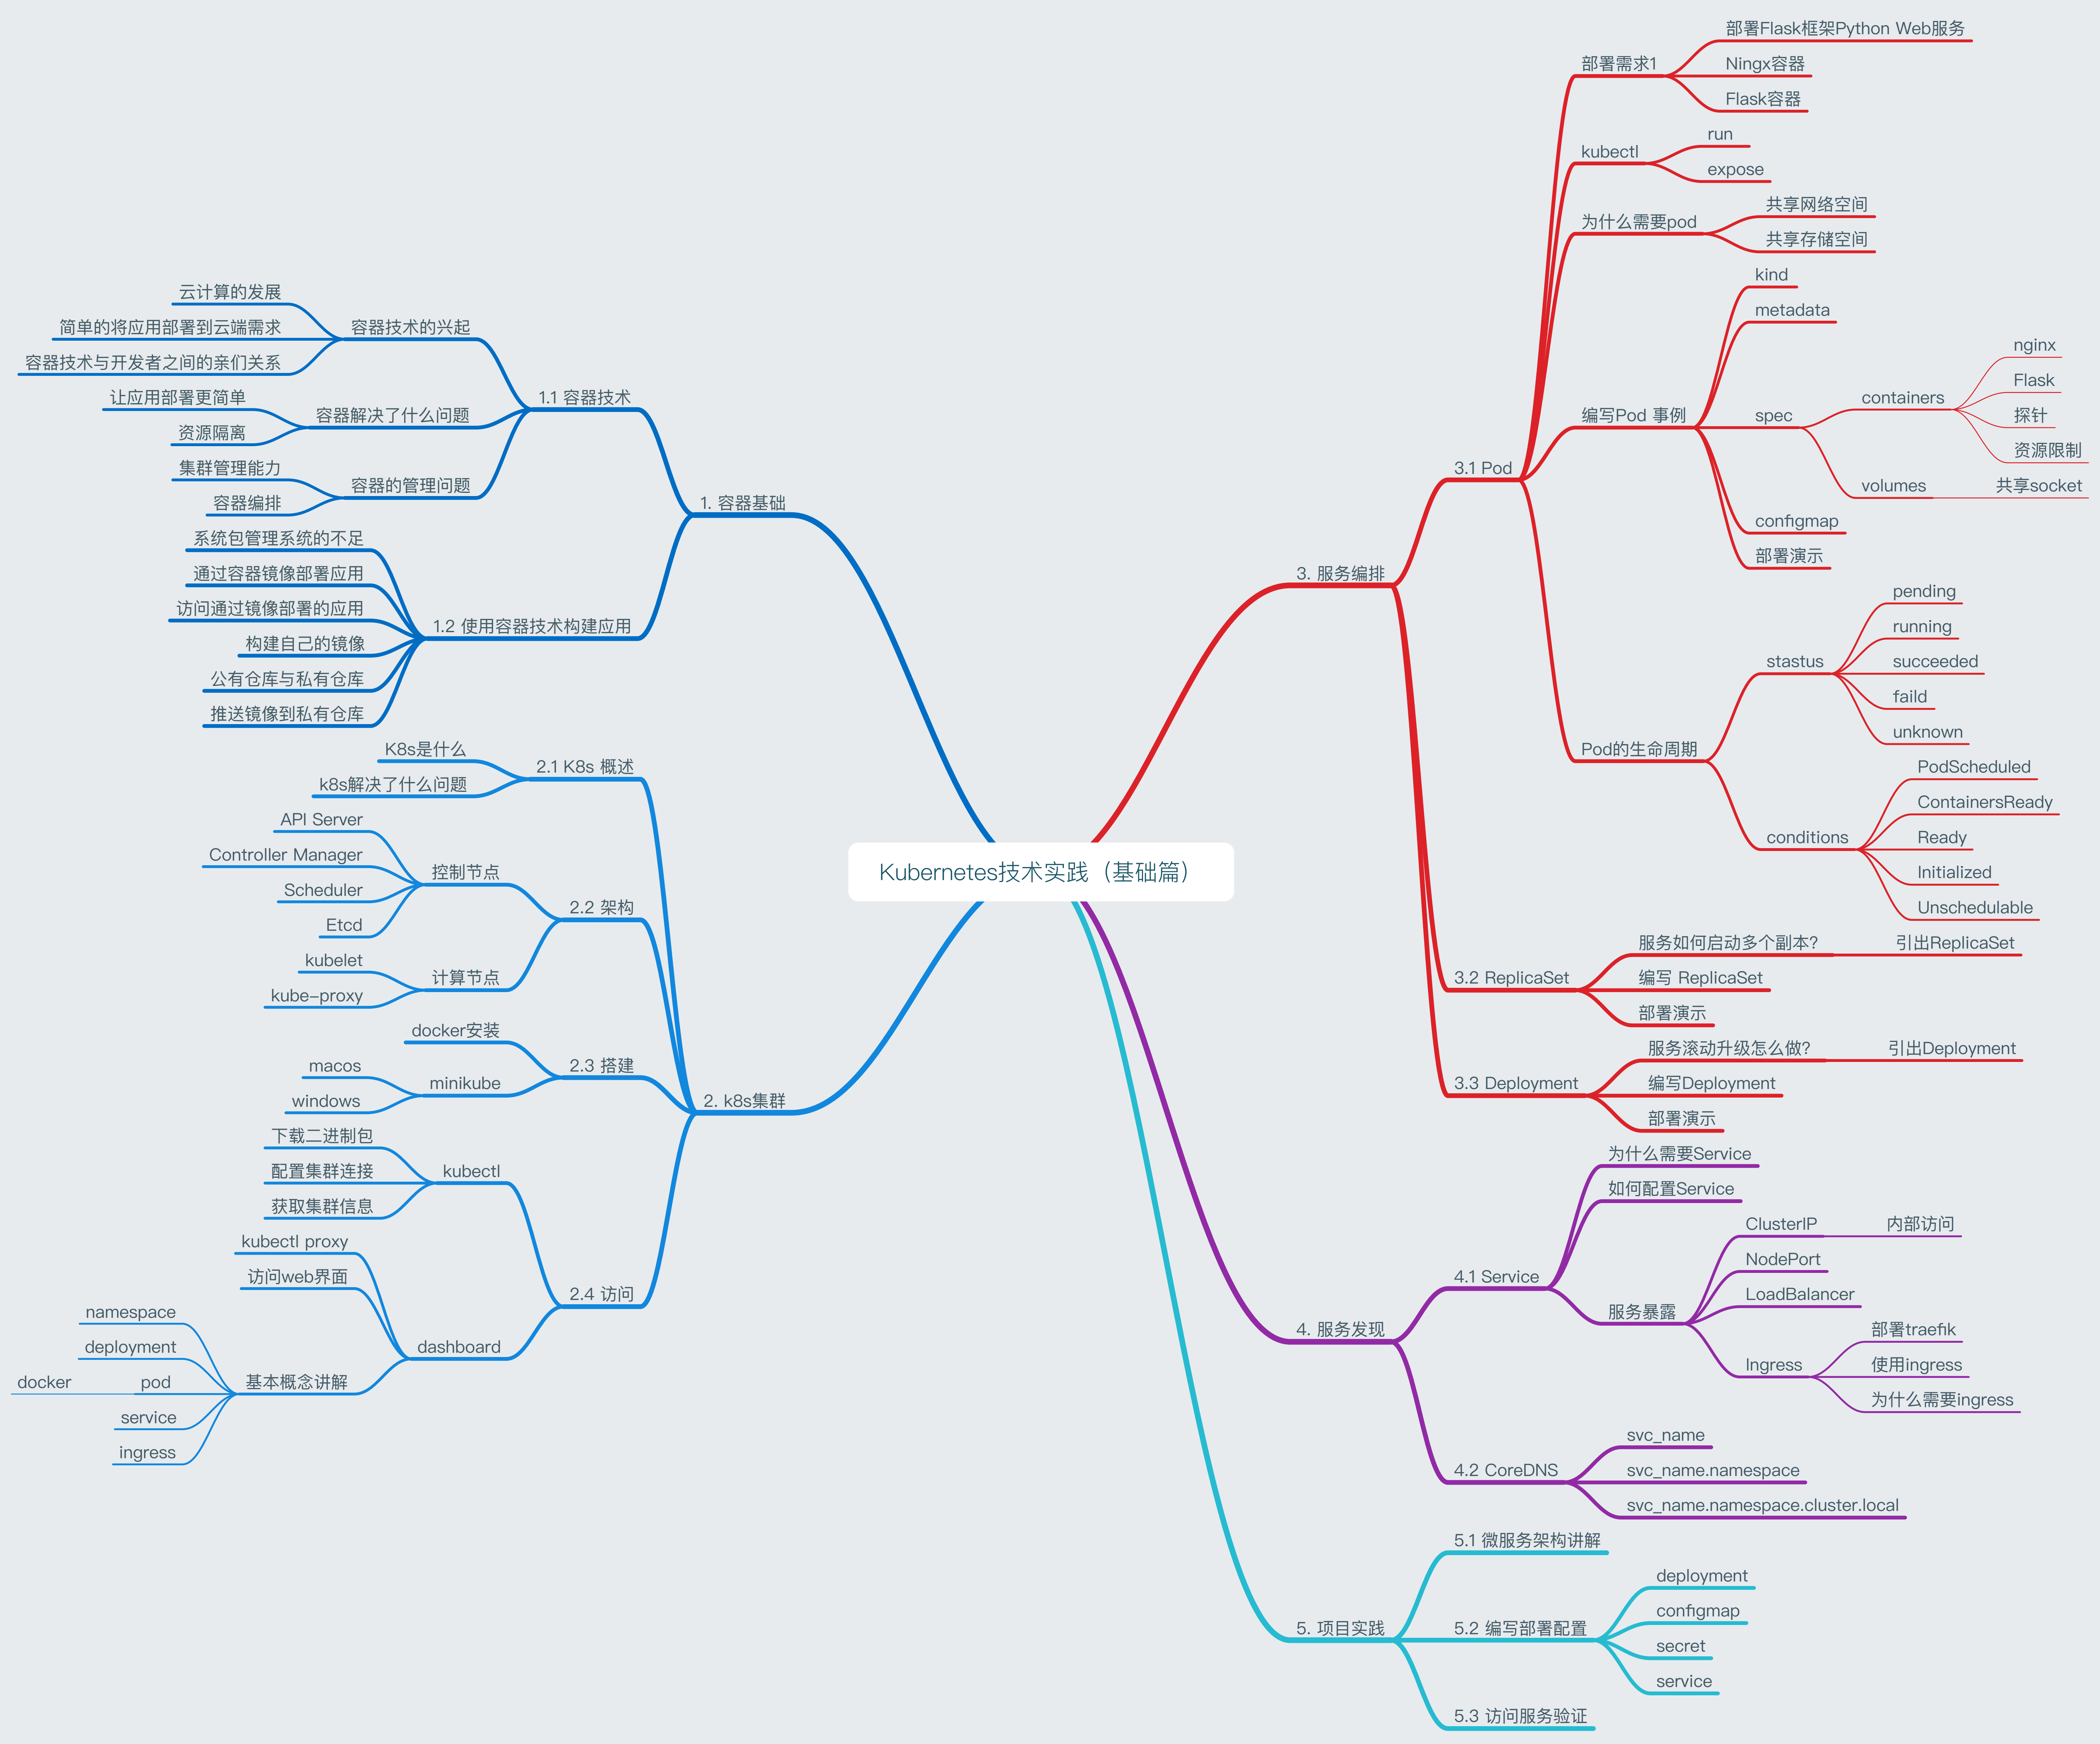 Kubernetes技术实践（基础篇）
1. 容器基础
1.1 容器技术
容器技术的兴起
云计算的发展
简单的将应用部署到云端需求
容器技术与开发者之间的亲们关系
容器解决了什么问题
让应用部署更简单
资源隔离
容器的管理问题
集群管理能力
容器编排
1.2 使用容器技术构建应用
系统包管理系统的不足
通过容器镜像部署应用
访问通过镜像部署的应用
构建自己的镜像
公有仓库与私有仓库
推送镜像到私有仓库
2. k8s集群
2.1 K8s 概述
K8s是什么
k8s解决了什么问题
2.2 架构
控制节点
API Server
Controller Manager
Scheduler
Etcd
计算节点
kubelet
kube-proxy
2.3 搭建
docker安装
minikube
macos
windows
2.4 访问
kubectl
下载二进制包
配置集群连接
获取集群信息
dashboard
kubectl proxy
访问web界面
基本概念讲解
namespace
deployment
pod
docker
service
ingress
3. 服务编排
3.1 Pod
部署需求1
部署Flask框架Python Web服务
Ningx容器
Flask容器
kubectl
run
expose
为什么需要pod
共享网络空间
共享存储空间
编写Pod 事例
kind
metadata
spec
containers
nginx
Flask
探针
资源限制
volumes
共享socket
configmap
部署演示
Pod的生命周期
stastus
pending
running
succeeded
faild
unknown
conditions
PodScheduled
ContainersReady
Ready
Initialized
Unschedulable
3.2 ReplicaSet
服务如何启动多个副本?
引出ReplicaSet
编写 ReplicaSet
部署演示
3.3 Deployment
服务滚动升级怎么做?
引出Deployment
编写Deployment
部署演示
4. 服务发现
4.1 Service
为什么需要Service
如何配置Service
服务暴露
ClusterIP
内部访问
NodePort
LoadBalancer
Ingress
部署traefik
使用ingress
为什么需要ingress
4.2 CoreDNS
svc_name
svc_name.namespace
svc_name.namespace.cluster.local
5. 项目实践
5.1 微服务架构讲解
5.2 编写部署配置
deployment
configmap
secret
service
5.3 访问服务验证